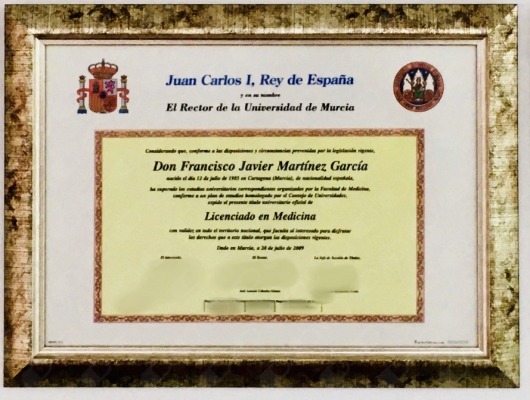 Juan Carlos I, Rey de España
y en su nombre
El Rector de la Universidad de Murcia
Considerando que, conforme a las disposiciones y circunstancias prevenidas por la legislación vigente,
Don Francisco Javier Martínez García
nacido el día 12 de julio de 1985 en Cartagena (Murcia), de nacionalidad española,
ha superado los estudios universitarios correspondientes organizados por la Facultad de Medicina,
conforme a un plan de estudios homologado por el Consejo de Universidades,
expide el presente título universitario oficial de
Licenciado en Medicina
con validez en todo el territorio nacional, que faculta al interesado para disfrutar
los derechos que a este título otorgan las disposiciones vigentes.
Dado en Murcia, a 20 de julio de 2009
El interesado, El Rector, La Jefa de Sección de Títulos,